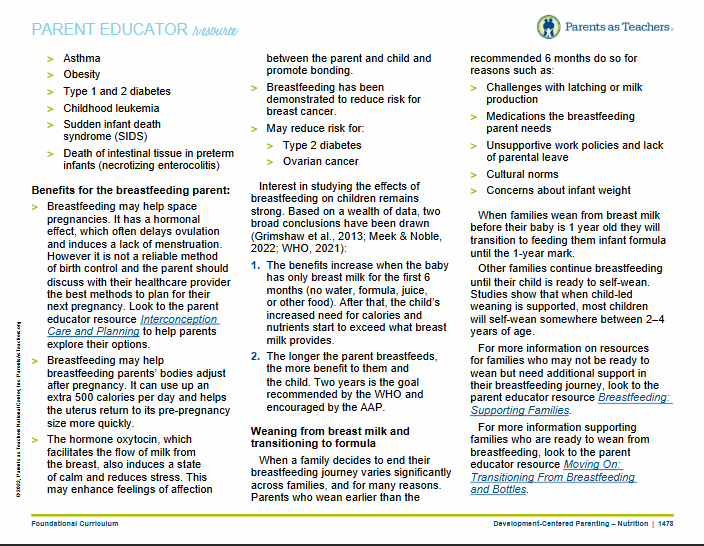 PARENT EDUCATOR resource
Parents as Teachers®
> Asthma
> Obesity
> Type 1 and 2 diabetes
> Childhood leukemia
> Sudden infant death
syndrome (SIDS)
> Death of intestinal tissue in preterm
infants (necrotizing enterocolitis)
Benefits for the breastfeeding parent:
> Breastfeeding may help space
pregnancies. It has a hormonal
effect, which often delays ovulation
and induces a lack of menstruation.
However it is not a reliable method
of birth control and the parent should
discuss with their healthcare provider
the best methods to plan for their
next pregnancy. Look to the parent
educator resource Interconception
Care and Planning to help parents
explore their options.
> Breastfeeding may help
breastfeeding parents' bodies adjust
after pregnancy. It can use up an
extra 500 calories per day and helps
the uterus return to its pre-pregnancy
size more quickly.
> The hormone oxytocin, which
facilitates the flow of milk from
the breast, also induces a state
of calm and reduces stress. This
may enhance feelings of affection
between the parent and child and
promote bonding.
> Breastfeeding has been
demonstrated to reduce risk for
breast cancer.
> May reduce risk for:
> Type 2 diabetes
> Ovarian cancer
Interest in studying the effects of
breastfeeding on children remains
strong. Based on a wealth of data, two
broad conclusions have been drawn
(Grimshaw et al., 2013; Meek & Noble,
2022; WHO, 2021):
1. The benefits increase when the baby
has only breast milk for the first 6
months (no water, formula, juice,
or other food). After that, the child's
increased need for calories and
nutrients start to exceed what breast
milk provides.
2. The longer the parent breastfeeds,
the more benefit to them and
the child. Two years is the goal
recommended by the WHO and
encouraged by the AAP.
Weaning from breast milk and
transitioning to formula
When a family decides to end their
breastfeeding journey varies significantly
across families, and for many reasons.
Parents who wean earlier than the
recommended 6 months do so for
reasons such as:
> Challenges with latching or milk
production
> Medications the breastfeeding
parent needs
> Unsupportive work policies and lack
of parental leave
> Cultural norms
> Concerns about infant weight
When families wean from breast milk
before their baby is 1 year old they will
transition to feeding them infant formula
until the 1-year mark.
Other families continue breastfeeding
until their child is ready to self-wean.
Studies show that when child-led
weaning is supported, most children
will self-wean somewhere between 2–4
years of age.
For more information on resources
for families who may not be ready to
wean but need additional support in
their breastfeeding journey, look to the
parent educator resource Breastfeeding:
Supporting Families.
For more information supporting
families who are ready to wean from
breastfeeding, look to the parent
educator resource Moving On:
Transitioning From Breastfeeding
and Bottles.
© 2022, Parents as Teachers National Center, Inc. ParentsAsTeachers.org
Foundational Curriculum
Development-Centered Parenting – Nutrition | 1478